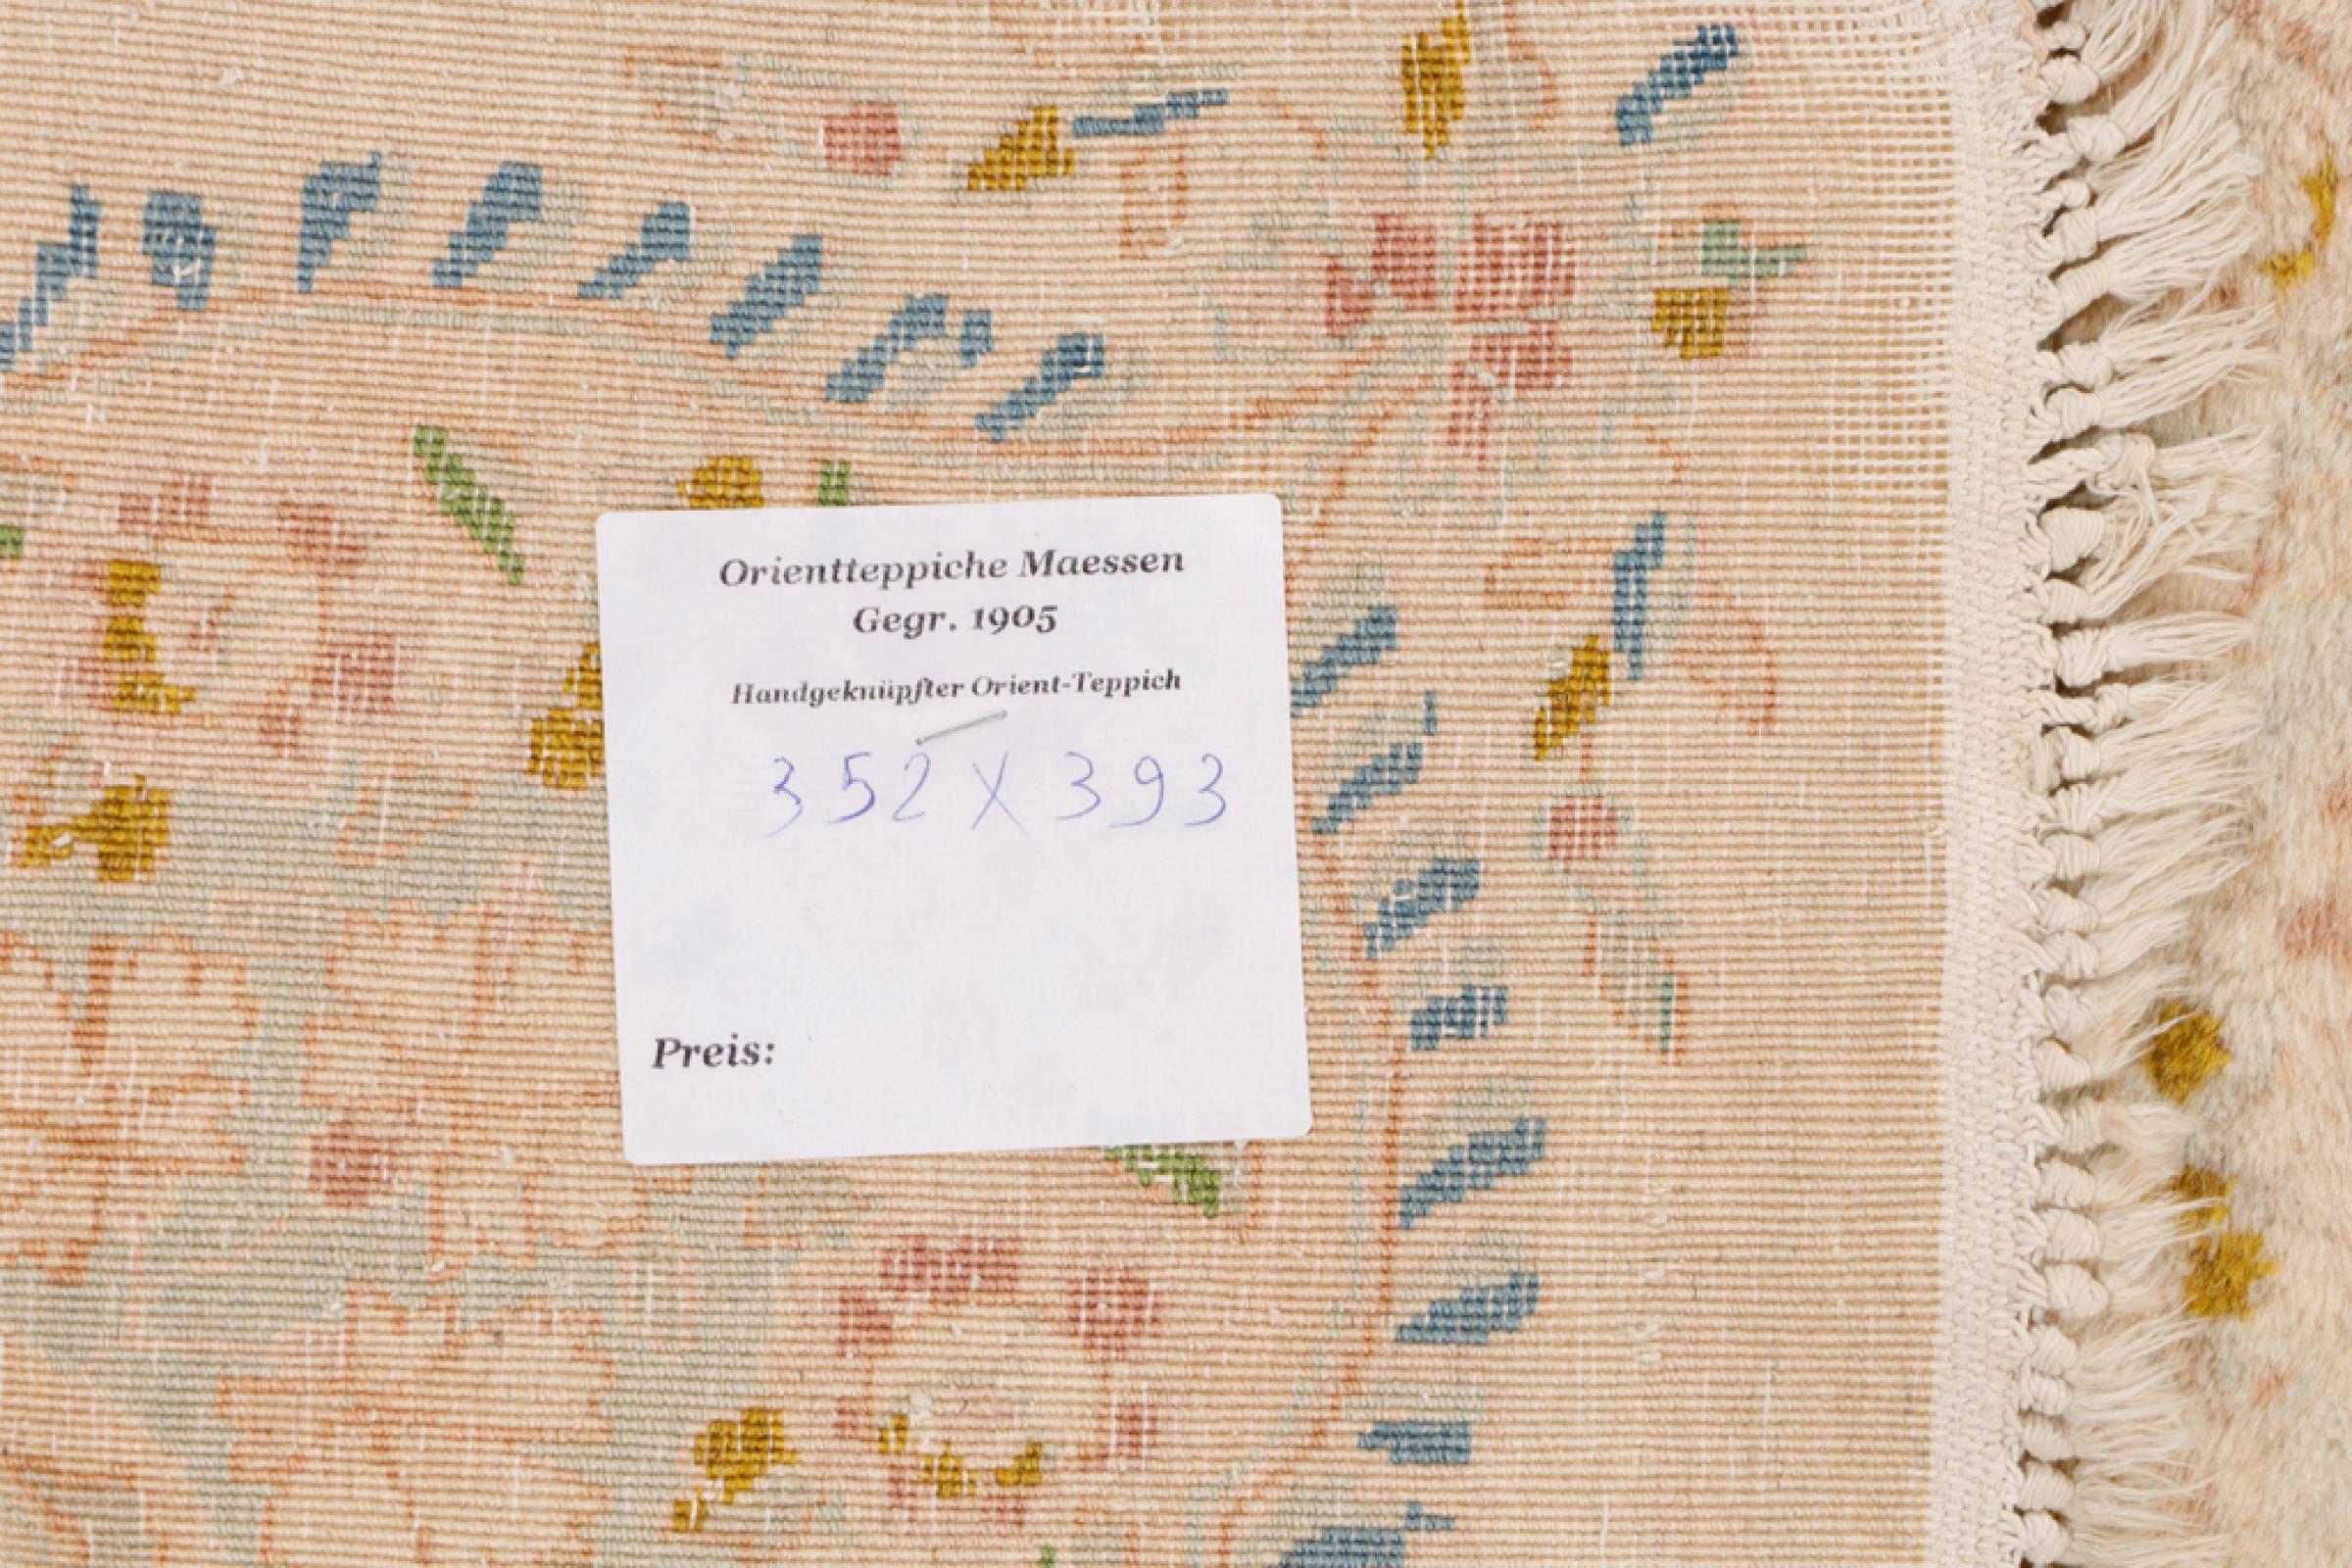 Orientteppiche Maessen
Gegr. 1905
Handgeknüpfter Orient-Teppich
352 X 393
Preis: